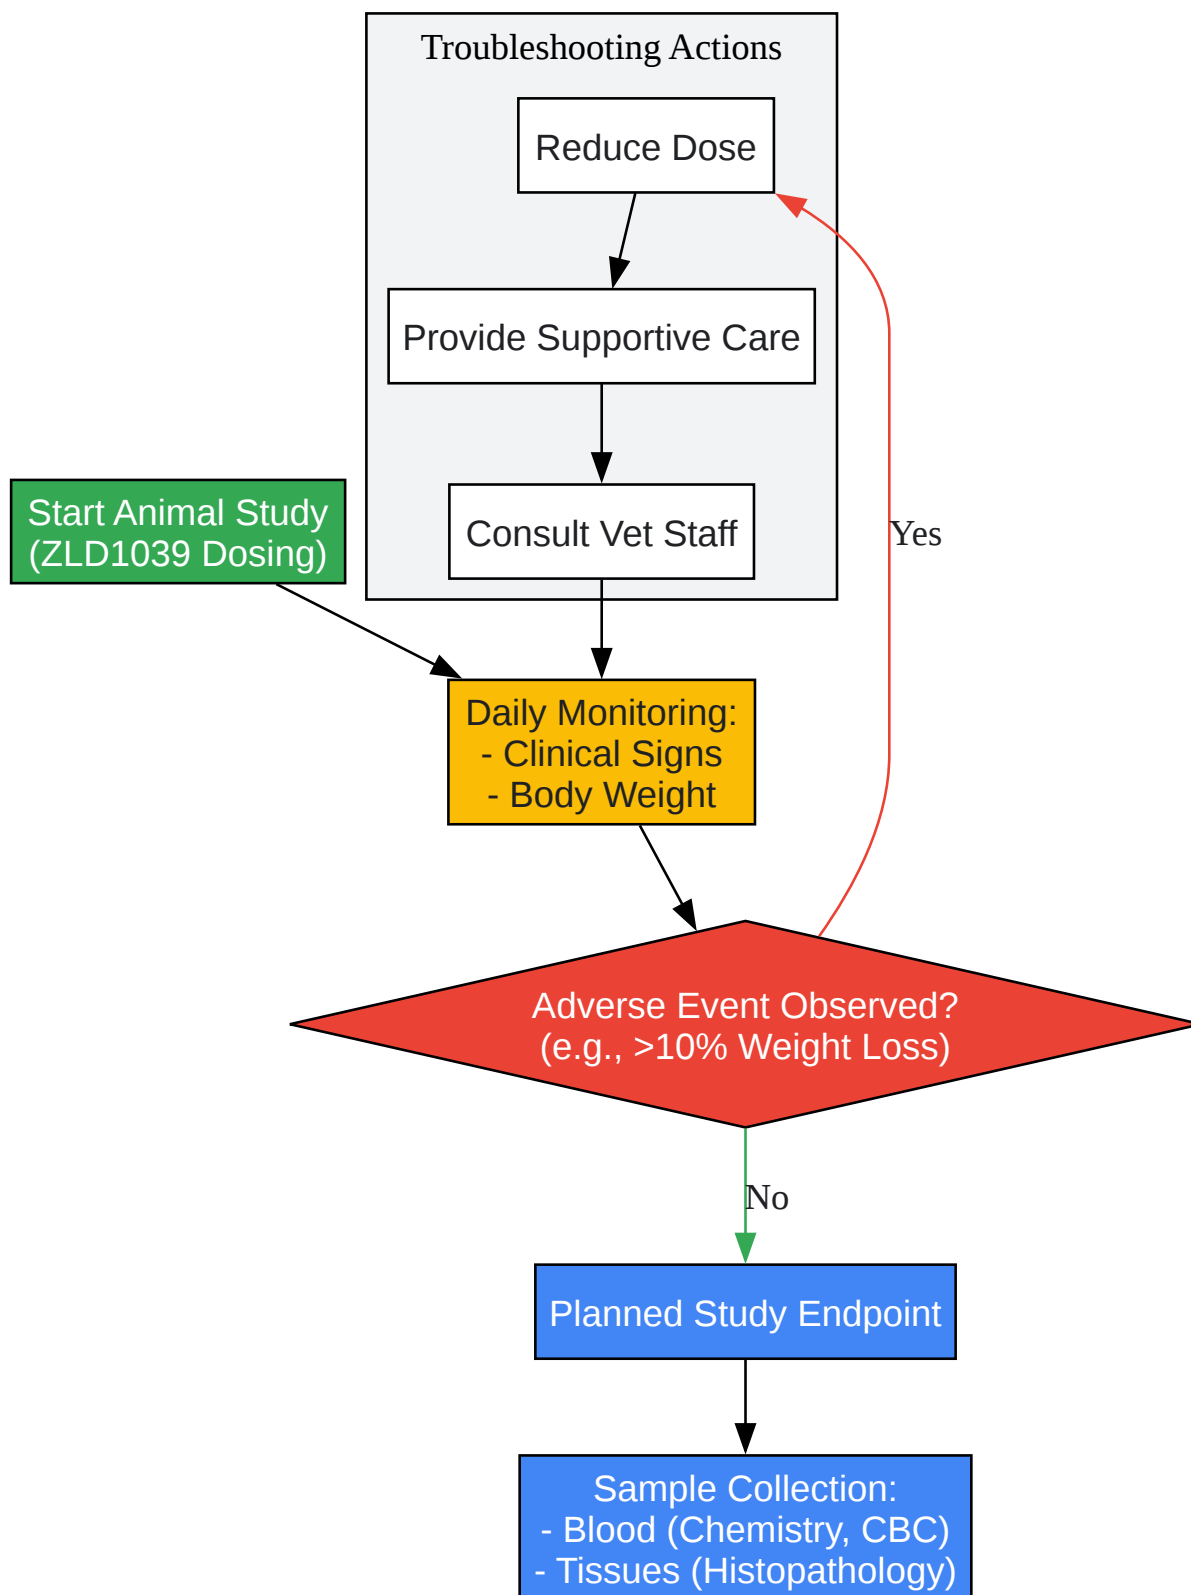 Troubleshooting Actions
Reduce Dose
Provide Supportive Care
Consult Vet Staff
Start Animal Study
(ZLD1039 Dosing)
Yes
Daily Monitoring:
- Clinical Signs
- Body Weight
Adverse Event Observed?
(e.g., >10% Weight Loss)
No
Planned Study Endpoint
Sample Collection:
- Blood (Chemistry, CBC)
- Tissues (Histopathology)